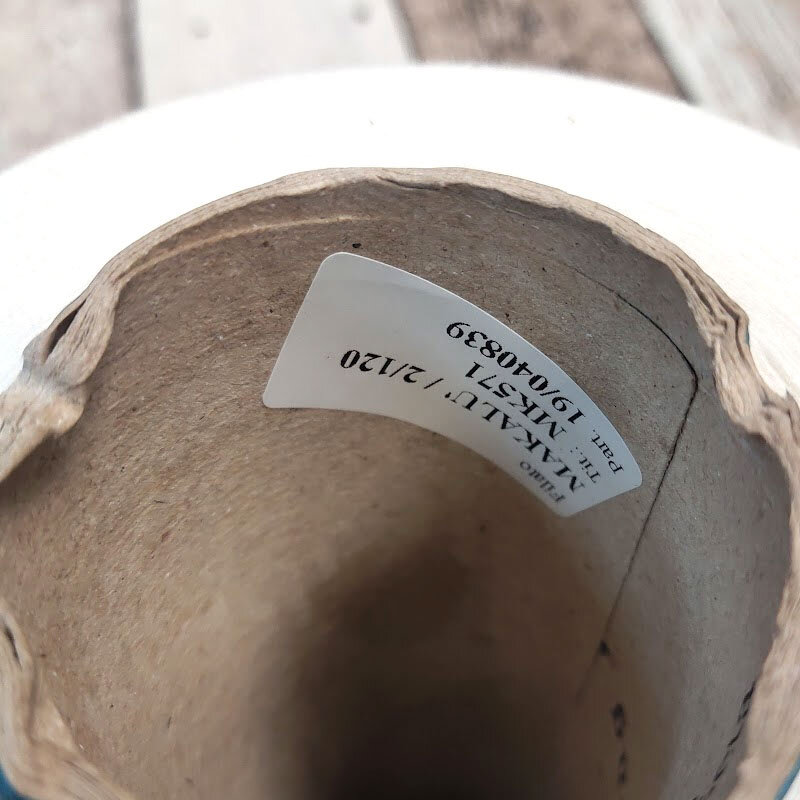 Filato
MAKALU' / 2/120
Tit.: MK571
Part. 19/040839